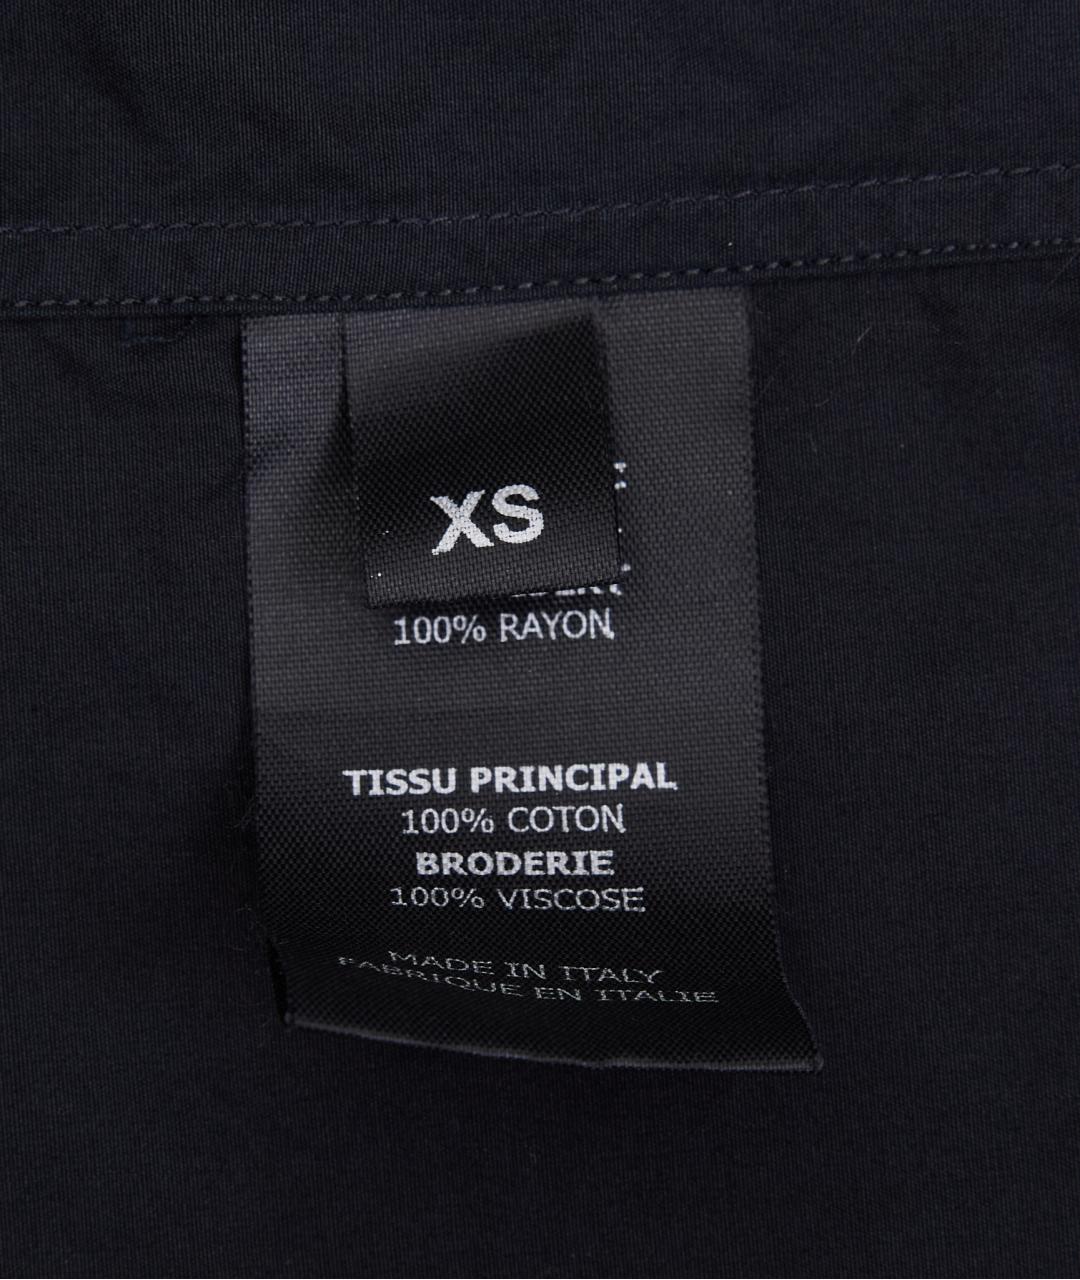 XS
100% RAYON
TISSU PRINCIPAL
100% COTON
BRODERIE
100% VISCOSE
MADE IN ITALY
FABRIQUE EN ITALIE